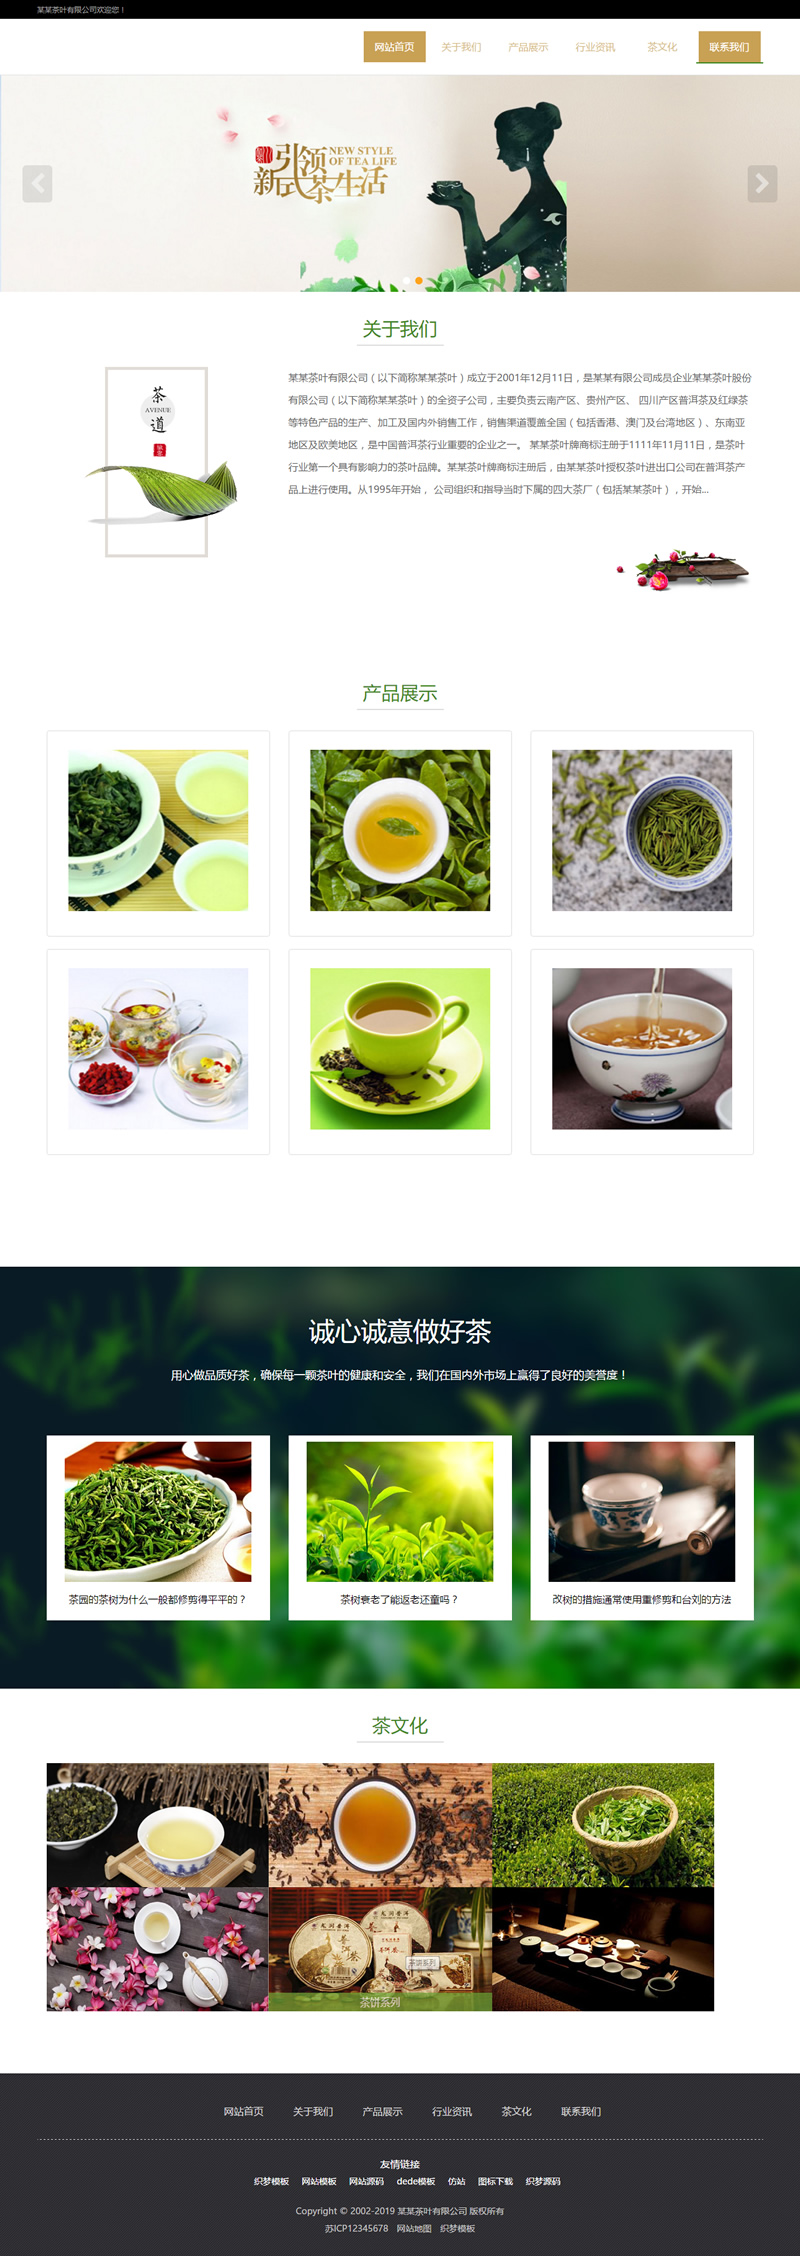 某某茶叶有限公司欢迎您！
网站首页 关于我们 产品展示 行业资讯 茶文化 联系我们
引领
新式茶生活
NEW STYLE
OF TEA LIFE
关于我们
茶
AVENUE
道
某某茶叶有限公司（以下简称某某茶叶）成立于2001年12月11日，是某某有限公司成员企业某某茶叶股份
有限公司（以下简称某某茶叶）的全资子公司，主要负责云南产区、贵州产区、 四川产区普洱茶及红绿茶
等特色产品的生产、加工及国内外销售工作，销售渠道覆盖全国（包括香港、澳门及台湾地区）、东南亚
地区及欧美地区，是中国普洱茶行业重要的企业之一。 某某茶叶牌商标注册于1111年11月11日，是茶叶
行业第一个具有影响力的茶叶品牌。某某茶叶牌商标注册后，由某某茶叶授权茶叶进出口公司在普洱茶产
品上进行使用。从1995年开始， 公司组织和指导当时下属的四大茶厂（包括某某茶叶），开始...
产品展示
诚心诚意做好茶
用心做品质好茶，确保每一颗茶叶的健康和安全，我们在国内外市场上赢得了良好的美誉度！
茶园的茶树为什么一般都修剪得平平的？
茶树衰老了能返老还童吗？
改树的措施通常使用重修剪和台刈的方法
茶文化
茶饼系列
茶饼系列
网站首页 关于我们 产品展示 行业资讯 茶文化 联系我们
友情链接
织梦模板 网站模板 网站源码 dede模板 仿站 图标下载 织梦源码
Copyright © 2002-2019 某某茶叶有限公司 版权所有
苏ICP12345678 网站地图 织梦模板